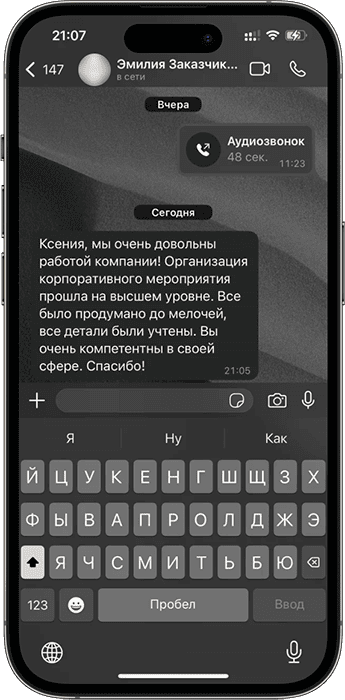 21:07
147
Эмилия Заказчик...
в сети
Вчера
Аудиозвонок
48 сек.
11:23
Сегодня
Ксения, мы очень довольны
работой компании! Организация
корпоративного мероприятия
прошла на высшем уровне. Все
было продумано до мелочей,
все детали были учтены. Вы
очень компетентны в своей
сфере. Спасибо!
21:05
Я Ну Как
Й Ц У К Е Н Г Ш Щ З Х
Ф Ы В А П Р О Л Д Ж Э
Я Ч С М И Т Ь Б Ю
123 Пробел Ввод